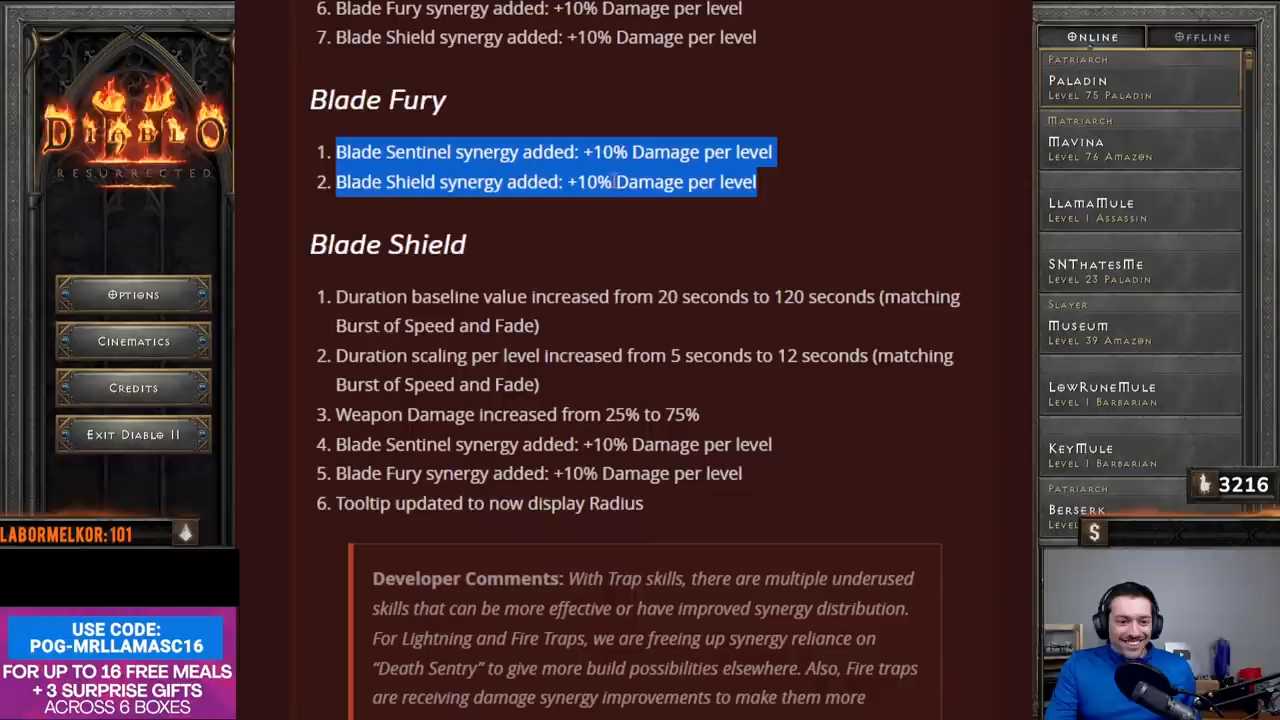 DIABLO
II
RESURRECTED
OPTIONS
CINEMATICS
CREDITS
EXIT DIABLO II
LABORMELKOR: 101
USE CODE:
POG-MRLLAMASC16
FOR UP TO 16 FREE MEALS
+ 3 SURPRISE GIFTS
ACROSS 6 BOXES
6. Blade Fury synergy added: +10% Damage per level
7. Blade Shield synergy added: +10% Damage per level
Blade Fury
1. Blade Sentinel synergy added: +10% Damage per level
2. Blade Shield synergy added: +10% Damage per level
Blade Shield
1. Duration baseline value increased from 20 seconds to 120 seconds (matching
Burst of Speed and Fade)
2. Duration scaling per level increased from 5 seconds to 12 seconds (matching
Burst of Speed and Fade)
3. Weapon Damage increased from 25% to 75%
4. Blade Sentinel synergy added: +10% Damage per level
5. Blade Fury synergy added: +10% Damage per level
6. Tooltip updated to now display Radius
Developer Comments: With Trap skills, there are multiple underused
skills that can be more effective or have improved synergy distribution.
For Lightning and Fire Traps, we are freeing up synergy reliance on
“Death Sentry” to give more build possibilities elsewhere. Also, Fire traps
are receiving damage synergy improvements to make them more
ONLINE
OFFLINE
PATRIARCH
PALADIN
LEVEL 75 PALADIN
MATRIARCH
MAVINA
LEVEL 76 AMAZON
LLAMAMULE
LEVEL 1 ASSASSIN
SNTHATESME
LEVEL 23 PALADIN
SLAYER
MUSEUM
LEVEL 39 AMAZON
LOWRUNEMULE
LEVEL 1 BARBARIAN
KEYMULE
LEVEL 1 BARBARIAN
PATRIARCH
BERSERK
LEVEL
3216
$